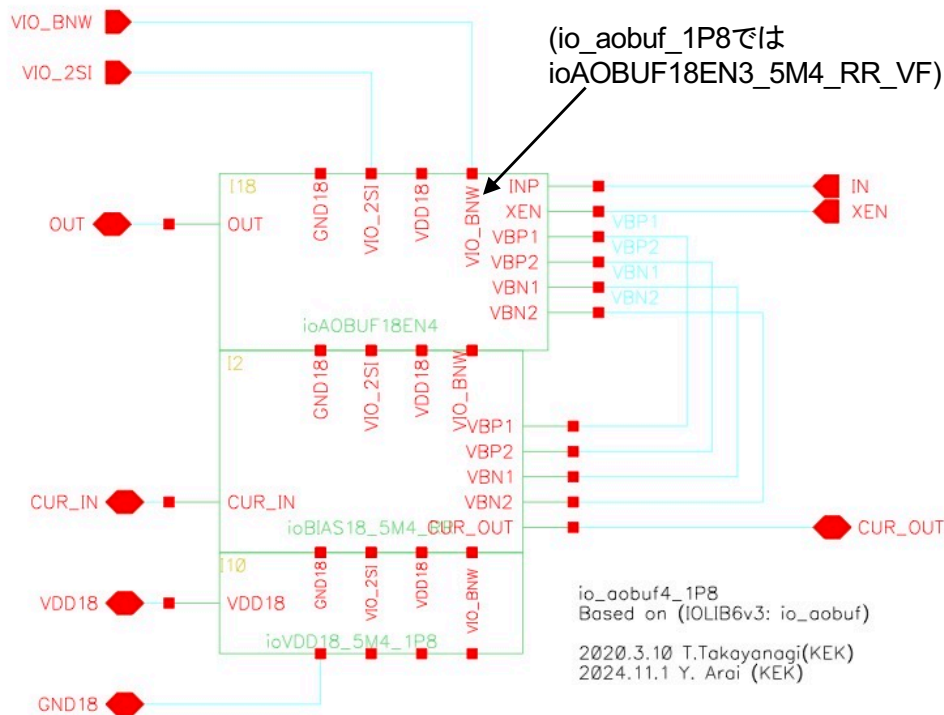 VIO_BNW
VIO_2SI
(io_aobuf_1P8では
ioAOBUF18EN3_5M4_RR_VF)
I18
GND18
VIO_2SI
VDD18
VIO_BNW
INP
XEN
VBP1
VBP2
VBN1
VBN2
IN
XEN
VBP1
VBP2
VBN1
VBN2
OUT
OUT
ioAOBUF18EN4
I2
GND18
VIO_2SI
VDD18
VIO_BNW
VBP1
VBP2
VBN1
VBN2
CUR_IN
CUR_IN
CUR_OUT
CUR_OUT
I10
GND18
VIO_2SI
VDD18
VIO_BNW
VDD18
VDD18
ioVDD18_5M4_1P8
GND18
io_aobuf4_1P8
Based on (IOLIB6v3: io_aobuf)
2020.3.10 T.Takayanagi(KEK)
2024.11.1 Y. Arai (KEK)